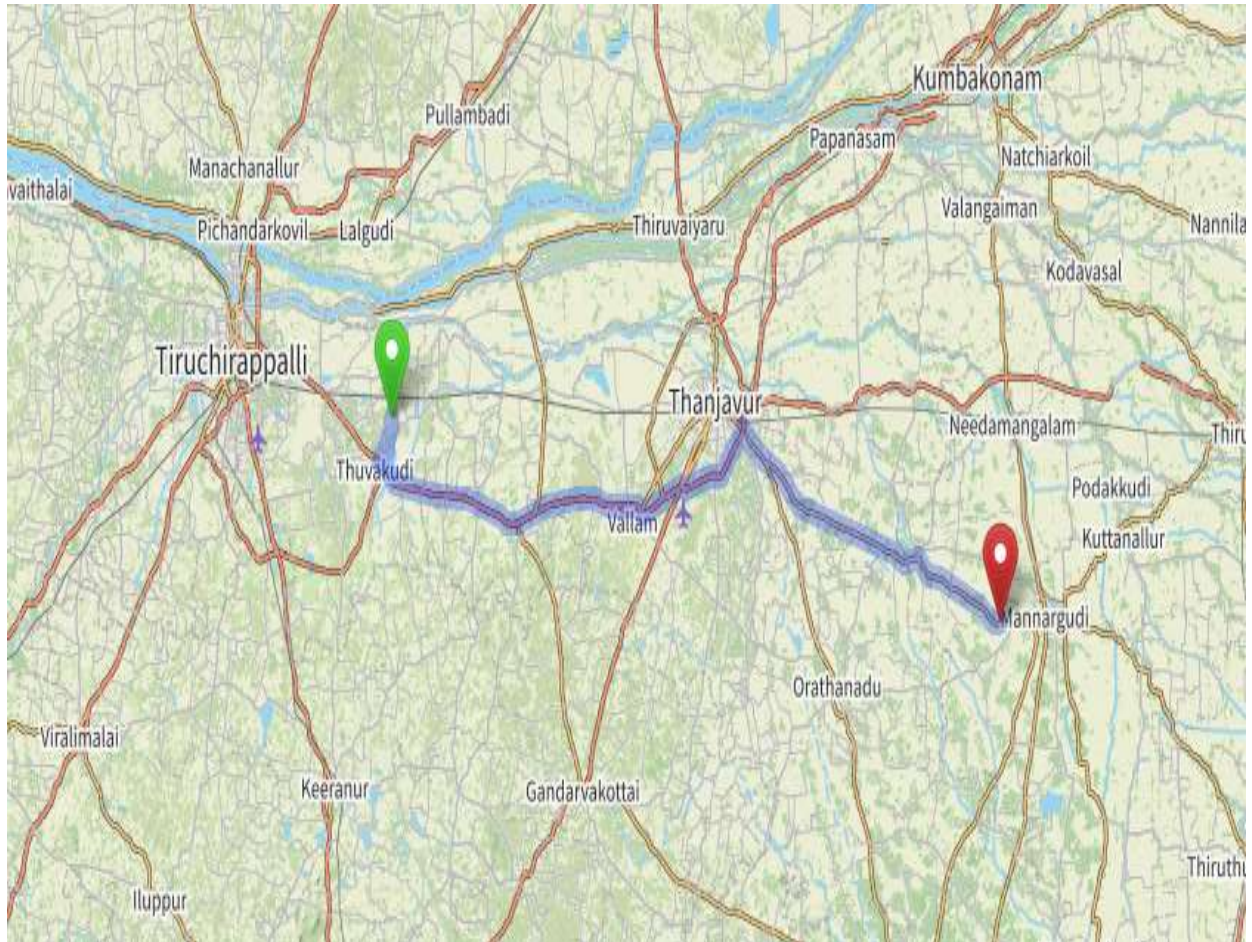 Kumbakonam
Pullambadi
Papanasam
Natchiarkoil
Manachanallur
vaithalai
Valangaiman
Pichandarkovil
Lalgudi
Thiruvaiyaru
Nannila
Kodavasal
Tiruchirappalli
Thanjavur
Needamangalam
Thiru
Thuvakudi
Podakkudi
Vallam
Kuttanallur
Mannargudi
Orathanadu
Viralimalai
Keeranur
Gandarvakottai
Thiruthu
Iluppur